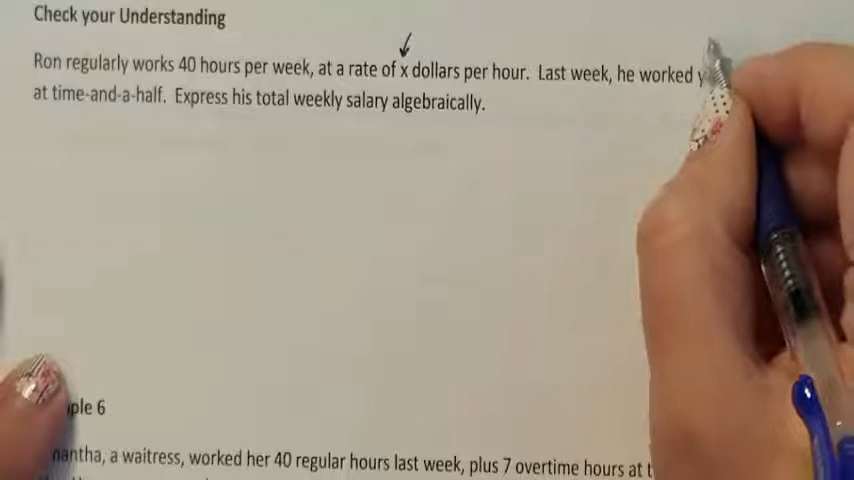 Check your Understanding
Ron regularly works 40 hours per week, at a rate of x dollars per hour. Last week, he worked y
at time-and-a-half. Express his total weekly salary algebraically.
ple 6
mantha, a waitress, worked her 40 regular hours last week, plus 7 overtime hours at t